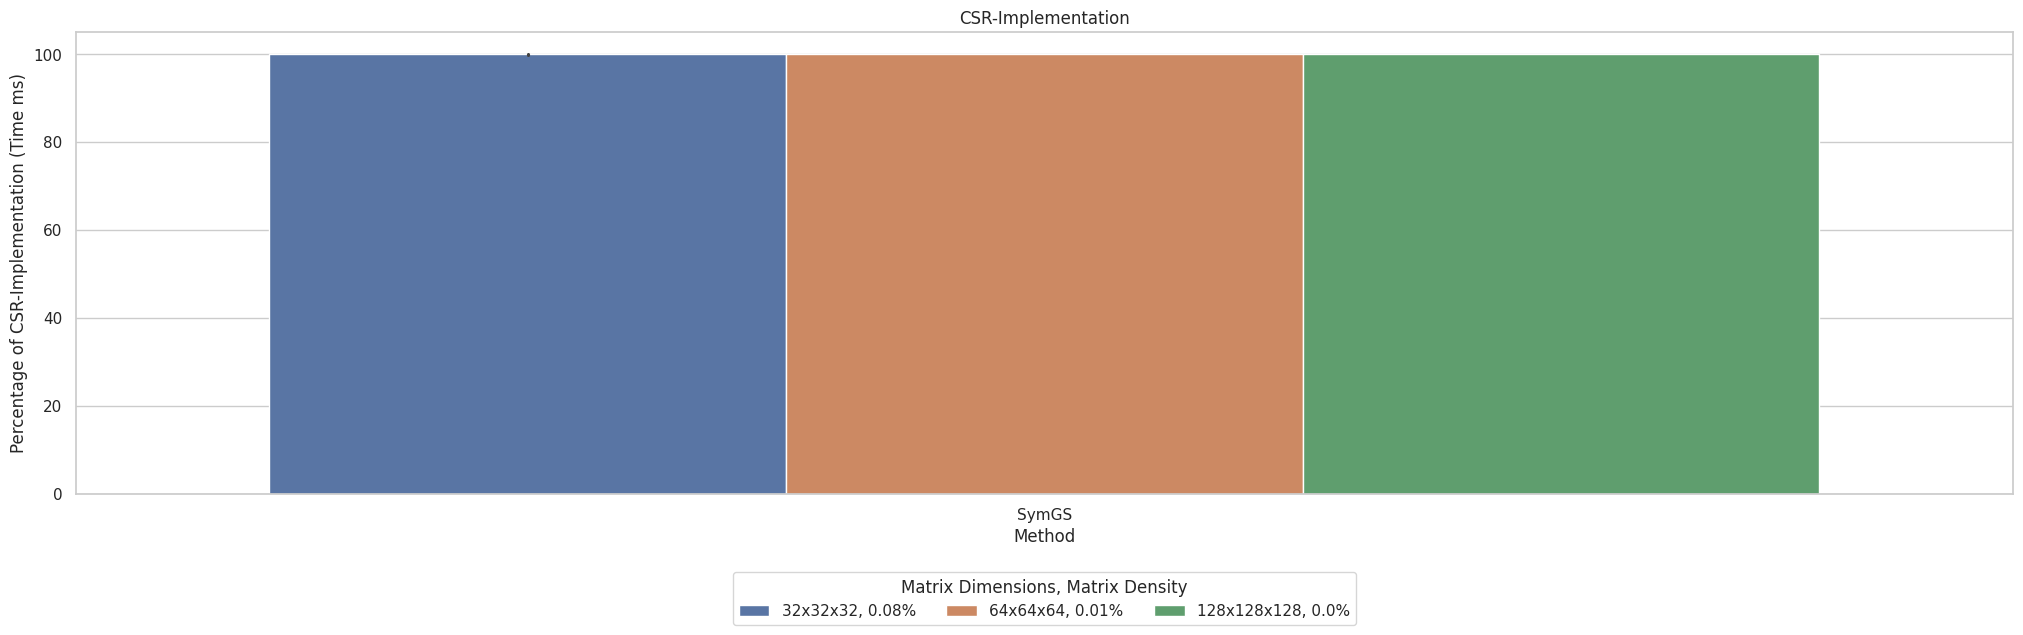 CSR-Implementation
Percentage of CSR-Implementation (Time ms)
100
80
60
40
20
0
SymGS
Method
Matrix Dimensions, Matrix Density
32x32x32, 0.08% 64x64x64, 0.01% 128x128x128, 0.0%